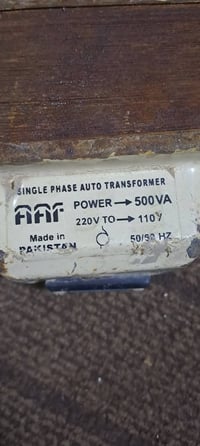 SINGLE PHASE AUTO TRANSFORMER
AAF POWER→500VA
220V TO→110V
Made in 50/60 HZ
PAKISTAN